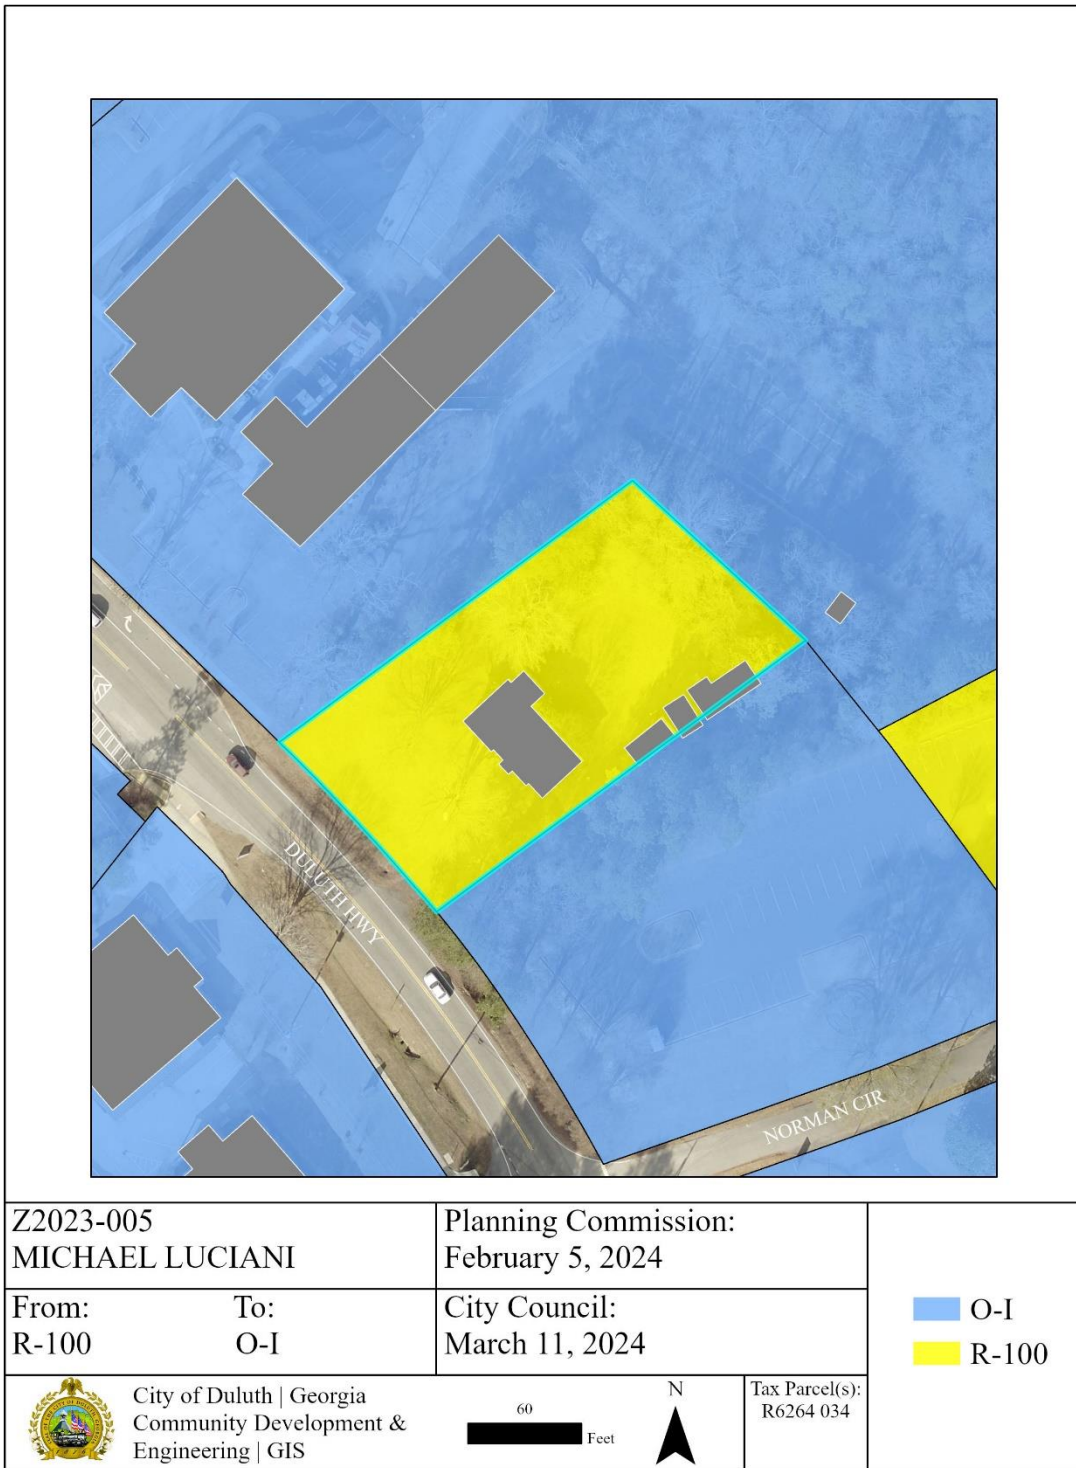 DULUTH HWY
NORMAN CIR
Z2023-005
MICHAEL LUCIANI
Planning Commission:
February 5, 2024
From: To:
R-100 O-I
City Council:
March 11, 2024
O-I
R-100
City of Duluth | Georgia
Community Development &
Engineering | GIS
60
Feet
N
Tax Parcel(s):
R6264 034